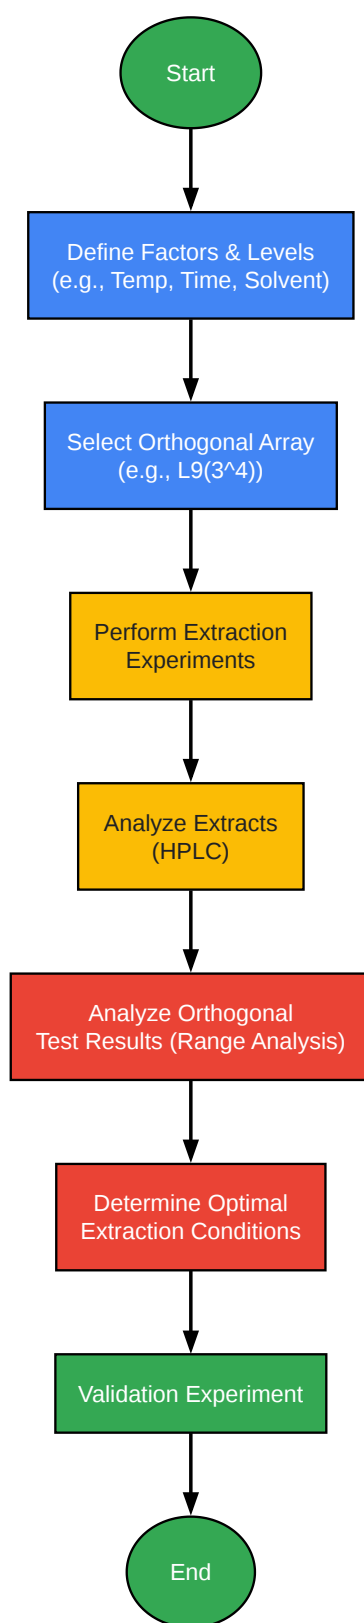 Start
Define Factors & Levels
(e.g., Temp, Time, Solvent)
Select Orthogonal Array
(e.g., L9(3^4))
Perform Extraction
Experiments
Analyze Extracts
(HPLC)
Analyze Orthogonal
Test Results (Range Analysis)
Determine Optimal
Extraction Conditions
Validation Experiment
End